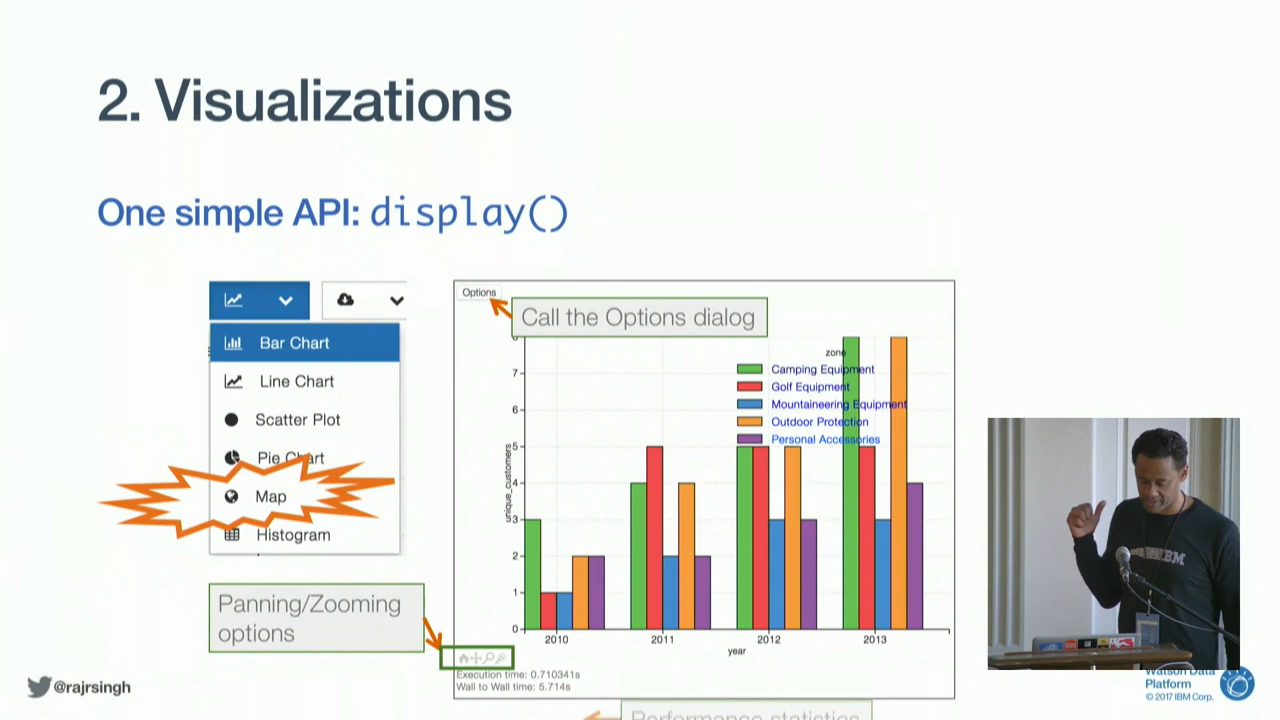 2. Visualizations
One simple API: display()
Bar Chart
Line Chart
Scatter Plot
Pie Chart
Map
Histogram
Options
Call the Options dialog
zone
Camping Equipment
Golf Equipment
Mountaineering Equipment
Outdoor Protection
Personal Accessories
unique_customers
8
7
6
5
4
3
2
1
0
2010
2011
2012
2013
year
Panning/Zooming
options
Execution time: 0.710341s
Wall to Wall time: 5.714s
Performance statistics
@rajrsingh
IBM
Watson Data
Platform
© 2017 IBM Corp.